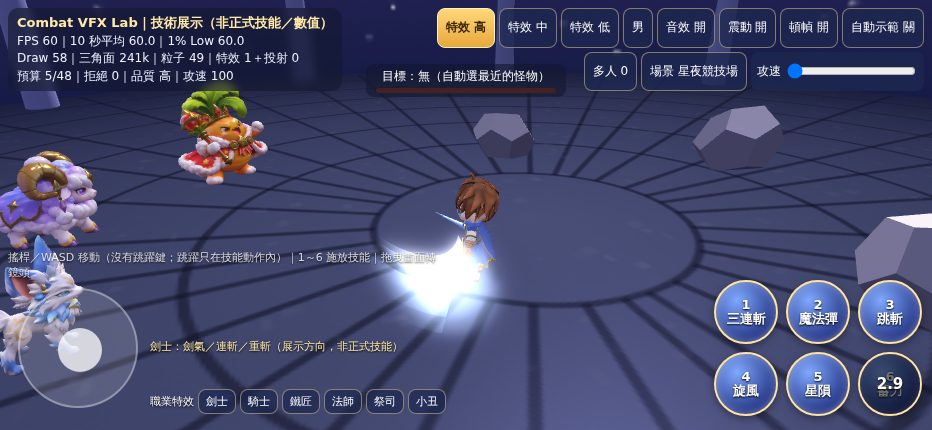 Combat VFX Lab｜技術展示（非正式技能／數值）
FPS 60｜10 秒平均 60.0｜1% Low 60.0
Draw 58｜三角面 241k｜粒子 49｜特效 1＋投射 0
預算 5/48｜拒絕 0｜品質 高｜攻速 100
特效 高
特效 中
特效 低
男
音效 開
震動 開
頓幀 開
自動示範 關
目標：無（自動選最近的怪物）
多人 0
場景 星夜競技場
攻速
搖桿／WASD 移動（沒有跳躍鍵；跳躍只在技能動作內）｜1～6 施放技能｜拖曳畫面轉
鏡頭
1
三連斬
2
魔法彈
3
跳斬
劍士：劍氣／連斬／重斬（展示方向，非正式技能）
4
旋風
5
星隕
6
2.9
蓄力
職業特效
劍士
騎士
鐵匠
法師
祭司
小丑